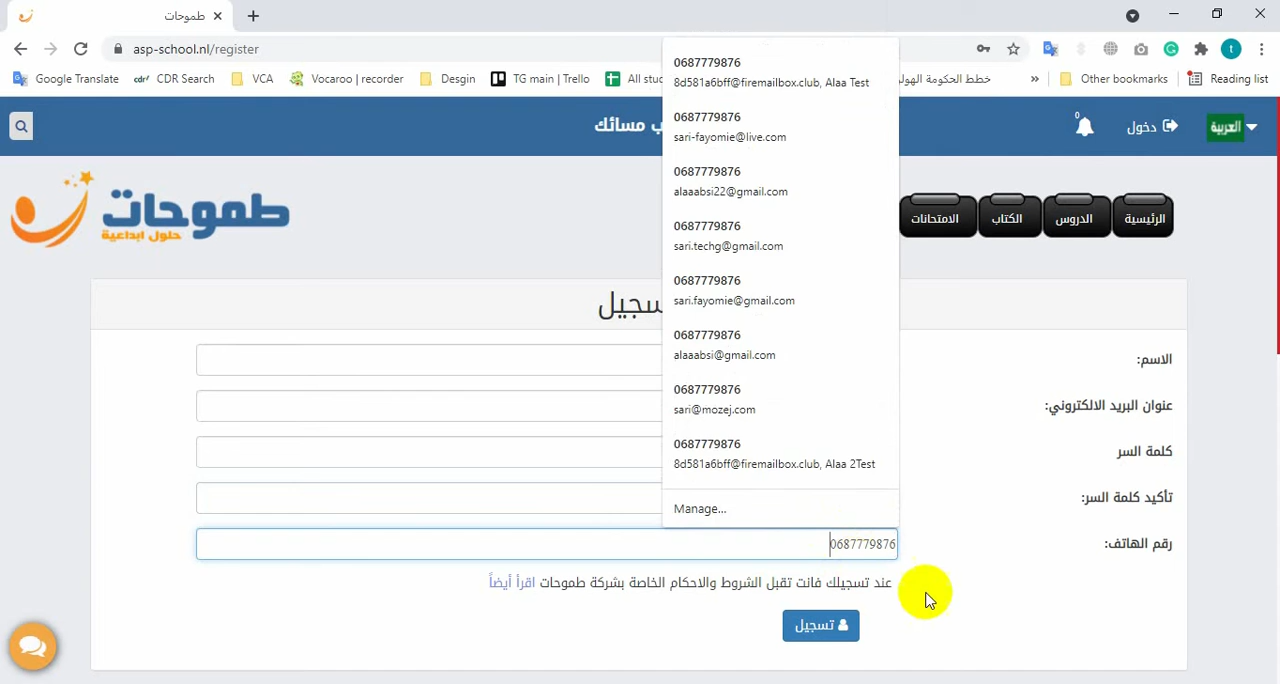 طموحات
asp-school.nl/register
t
Google Translate
cdr/ CDR Search
VCA
Vocaroo | recorder
Desgin
TG main | Trello
All stud
خطط الحكومة الهول
»
Other bookmarks
Reading list
ب مسائك
0
دخول
العربية
طموحات
حلول ابداعية
الرئيسية
الدروس
الكتاب
الامتحانات
سجيل
الاسم:
عنوان البريد الالكتروني:
كلمة السر
تأكيد كلمة السر:
رقم الهاتف:
0687779876
0687779876
8d581a6bff@firemailbox.club, Alaa Test
0687779876
sari-fayomie@live.com
0687779876
alaaabsi22@gmail.com
0687779876
sari.techg@gmail.com
0687779876
sari.fayomie@gmail.com
0687779876
alaaabsi@gmail.com
0687779876
sari@mozej.com
0687779876
8d581a6bff@firemailbox.club, Alaa 2Test
Manage...
عند تسجيلك فانت تقبل الشروط والاحكام الخاصة بشركة طموحات اقرأ أيضاً
تسجيل